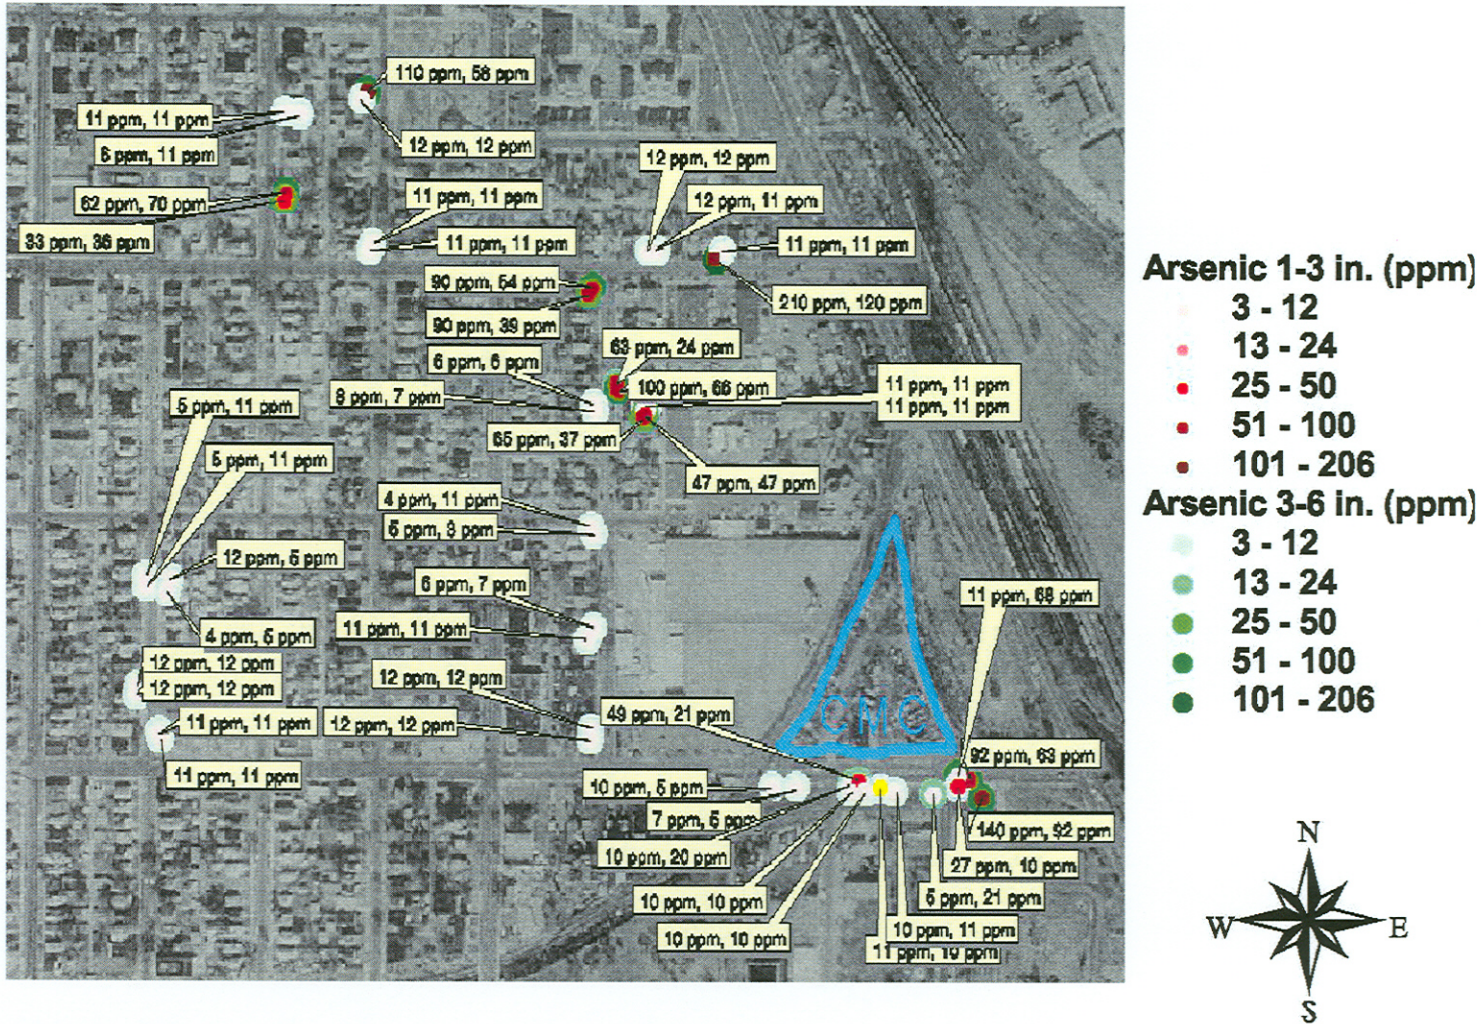 110 ppm, 58 ppm
11 ppm, 11 ppm
6 ppm, 11 ppm
12 ppm, 12 ppm
12 ppm, 12 ppm
62 ppm, 70 ppm
11 ppm, 11 ppm
12 ppm, 11 ppm
33 ppm, 36 ppm
11 ppm, 11 ppm
11 ppm, 11 ppm
90 ppm, 54 ppm
210 ppm, 120 ppm
90 ppm, 39 ppm
63 ppm, 24 ppm
6 ppm, 6 ppm
8 ppm, 7 ppm
100 ppm, 66 ppm
11 ppm, 11 ppm
11 ppm, 11 ppm
5 ppm, 11 ppm
65 ppm, 37 ppm
5 ppm, 11 ppm
47 ppm, 47 ppm
4 ppm, 11 ppm
5 ppm, 8 ppm
12 ppm, 5 ppm
6 ppm, 7 ppm
11 ppm, 68 ppm
4 ppm, 5 ppm
11 ppm, 11 ppm
12 ppm, 12 ppm
12 ppm, 12 ppm
12 ppm, 12 ppm
49 ppm, 21 ppm
CMC
11 ppm, 11 ppm
12 ppm, 12 ppm
92 ppm, 63 ppm
11 ppm, 11 ppm
10 ppm, 5 ppm
7 ppm, 5 ppm
140 ppm, 92 ppm
10 ppm, 20 ppm
27 ppm, 10 ppm
5 ppm, 21 ppm
10 ppm, 10 ppm
10 ppm, 11 ppm
10 ppm, 10 ppm
11 ppm, 10 ppm
Arsenic 1-3 in. (ppm)
3 - 12
13 - 24
25 - 50
51 - 100
101 - 206
Arsenic 3-6 in. (ppm)
3 - 12
13 - 24
25 - 50
51 - 100
101 - 206
N
W
E
S